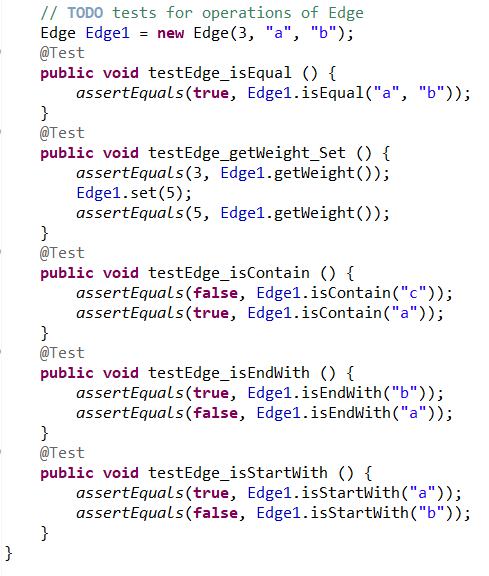 // TODO tests for operations of Edge
Edge Edge1 = new Edge(3, "a", "b");
@Test
public void testEdge_isEqual () {
assertEquals(true, Edge1.isEqual("a", "b"));
}
@Test
public void testEdge_getWeight_Set () {
assertEquals(3, Edge1.getWeight());
Edge1.set(5);
assertEquals(5, Edge1.getWeight());
}
@Test
public void testEdge_isContain () {
assertEquals(false, Edge1.isContain("c"));
assertEquals(true, Edge1.isContain("a"));
}
@Test
public void testEdge_isEndWith () {
assertEquals(true, Edge1.isEndWith("b"));
assertEquals(false, Edge1.isEndWith("a"));
}
@Test
public void testEdge_isStartWith () {
assertEquals(true, Edge1.isStartWith("a"));
assertEquals(false, Edge1.isStartWith("b"));
}
}